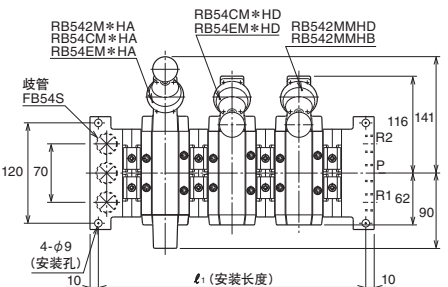 RB542M*HA
RB54CM*HA
RB54EM*HA
RB54CM*HD
RB54EM*HD
RB542MMHD
RB542MMHB
歧管
FB54S
120
70
R2
P
R1
116
141
62
90
4-φ9
(安装孔)
10
ℓ₁ (安装长度)
10